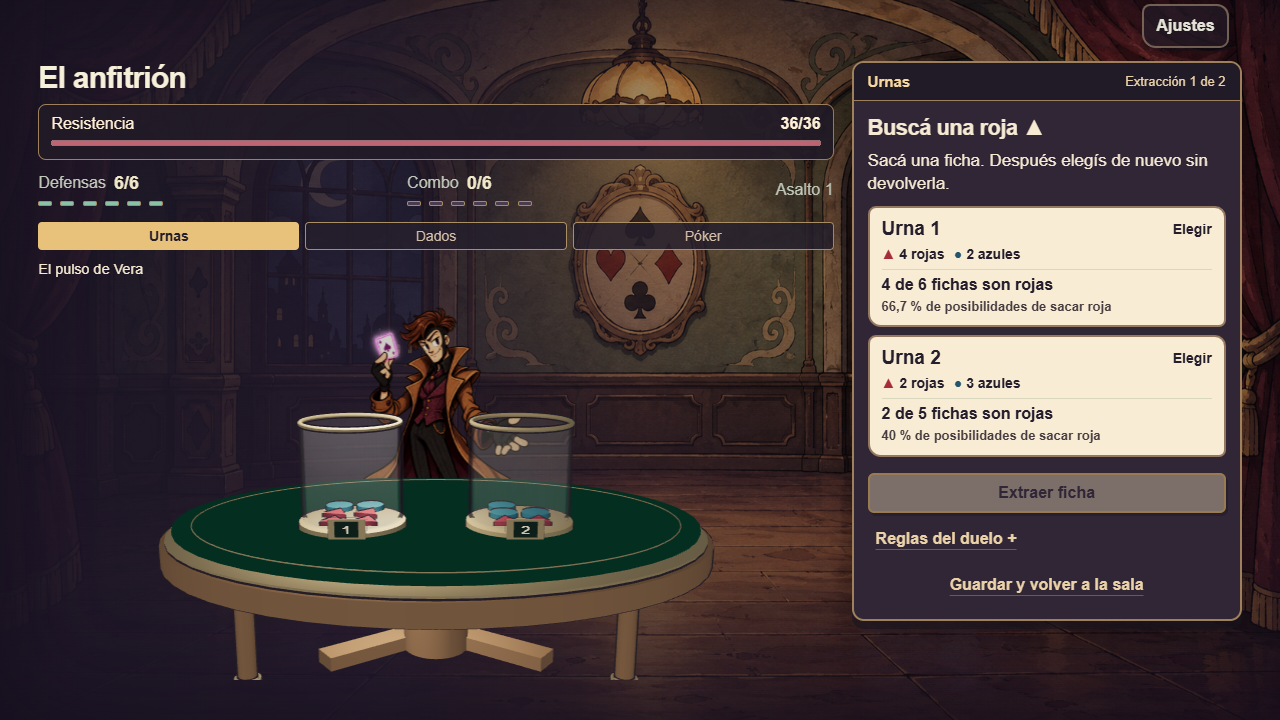 Ajustes
El anfitrión
Resistencia 36/36
Defensas 6/6
Combo 0/6
Asalto 1
Urnas
Dados
Póker
El pulso de Vera
1
2
Urnas
Extracción 1 de 2
Buscá una roja ▲
Sacá una ficha. Después elegís de nuevo sin
devolverla.
Urna 1
Elegir
▲ 4 rojas ● 2 azules
4 de 6 fichas son rojas
66,7 % de posibilidades de sacar roja
Urna 2
Elegir
▲ 2 rojas ● 3 azules
2 de 5 fichas son rojas
40 % de posibilidades de sacar roja
Extraer ficha
Reglas del duelo +
Guardar y volver a la sala